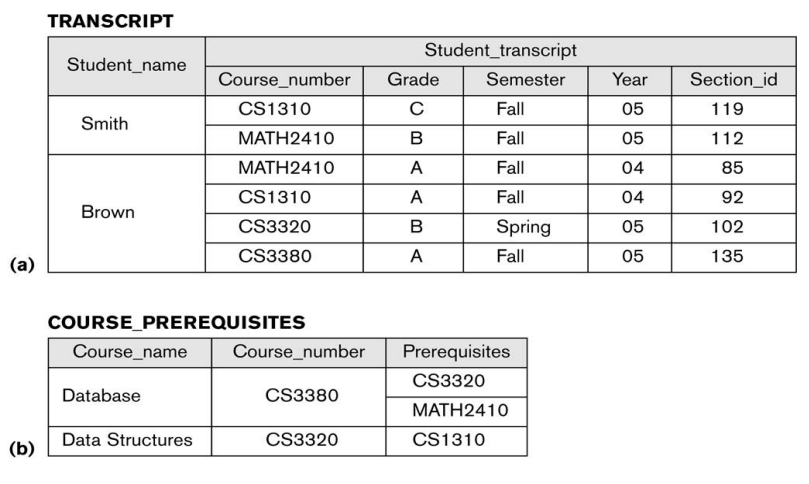 TRANSCRIPT
Student_name Student_transcript
Course_number Grade Semester Year Section_id
Smith CS1310 C Fall 05 119
MATH2410 B Fall 05 112
Brown MATH2410 A Fall 04 85
CS1310 A Fall 04 92
CS3320 B Spring 05 102
(a) CS3380 A Fall 05 135
COURSE_PREREQUISITES
Course_name Course_number Prerequisites
Database CS3380 CS3320
MATH2410
(b) Data Structures CS3320 CS1310